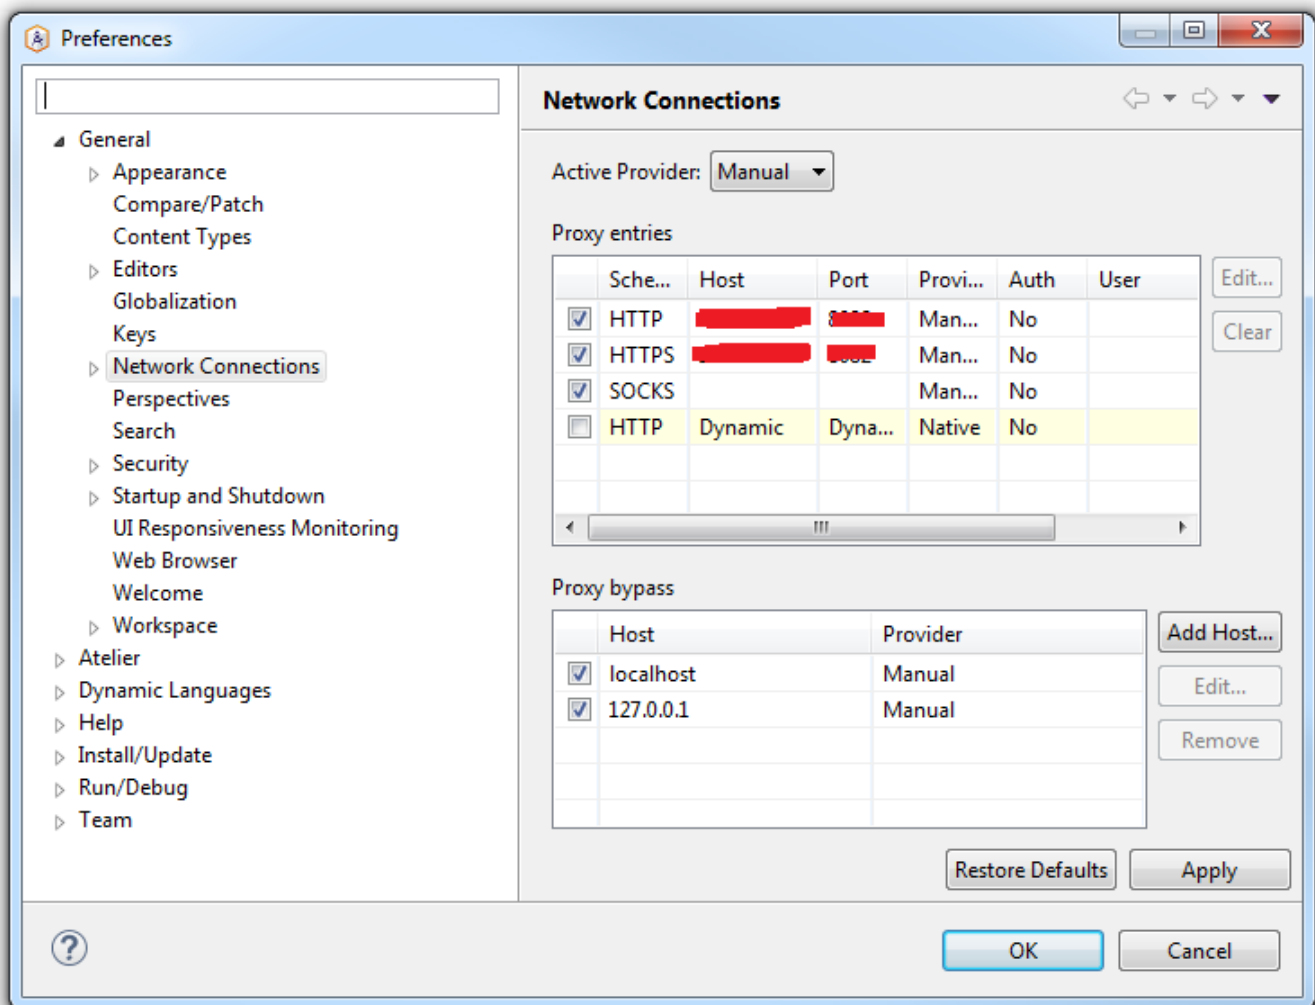 Preferences
General
Appearance
Compare/Patch
Content Types
Editors
Globalization
Keys
Network Connections
Perspectives
Search
Security
Startup and Shutdown
UI Responsiveness Monitoring
Web Browser
Welcome
Workspace
Atelier
Dynamic Languages
Help
Install/Update
Run/Debug
Team
Network Connections
Active Provider: Manual
Proxy entries
Sche... Host Port Provi... Auth User
HTTP Man... No
HTTPS Man... No
SOCKS Man... No
HTTP Dynamic Dyna... Native No
Edit...
Clear
Proxy bypass
Host Provider
localhost Manual
127.0.0.1 Manual
Add Host...
Edit...
Remove
Restore Defaults Apply
OK Cancel